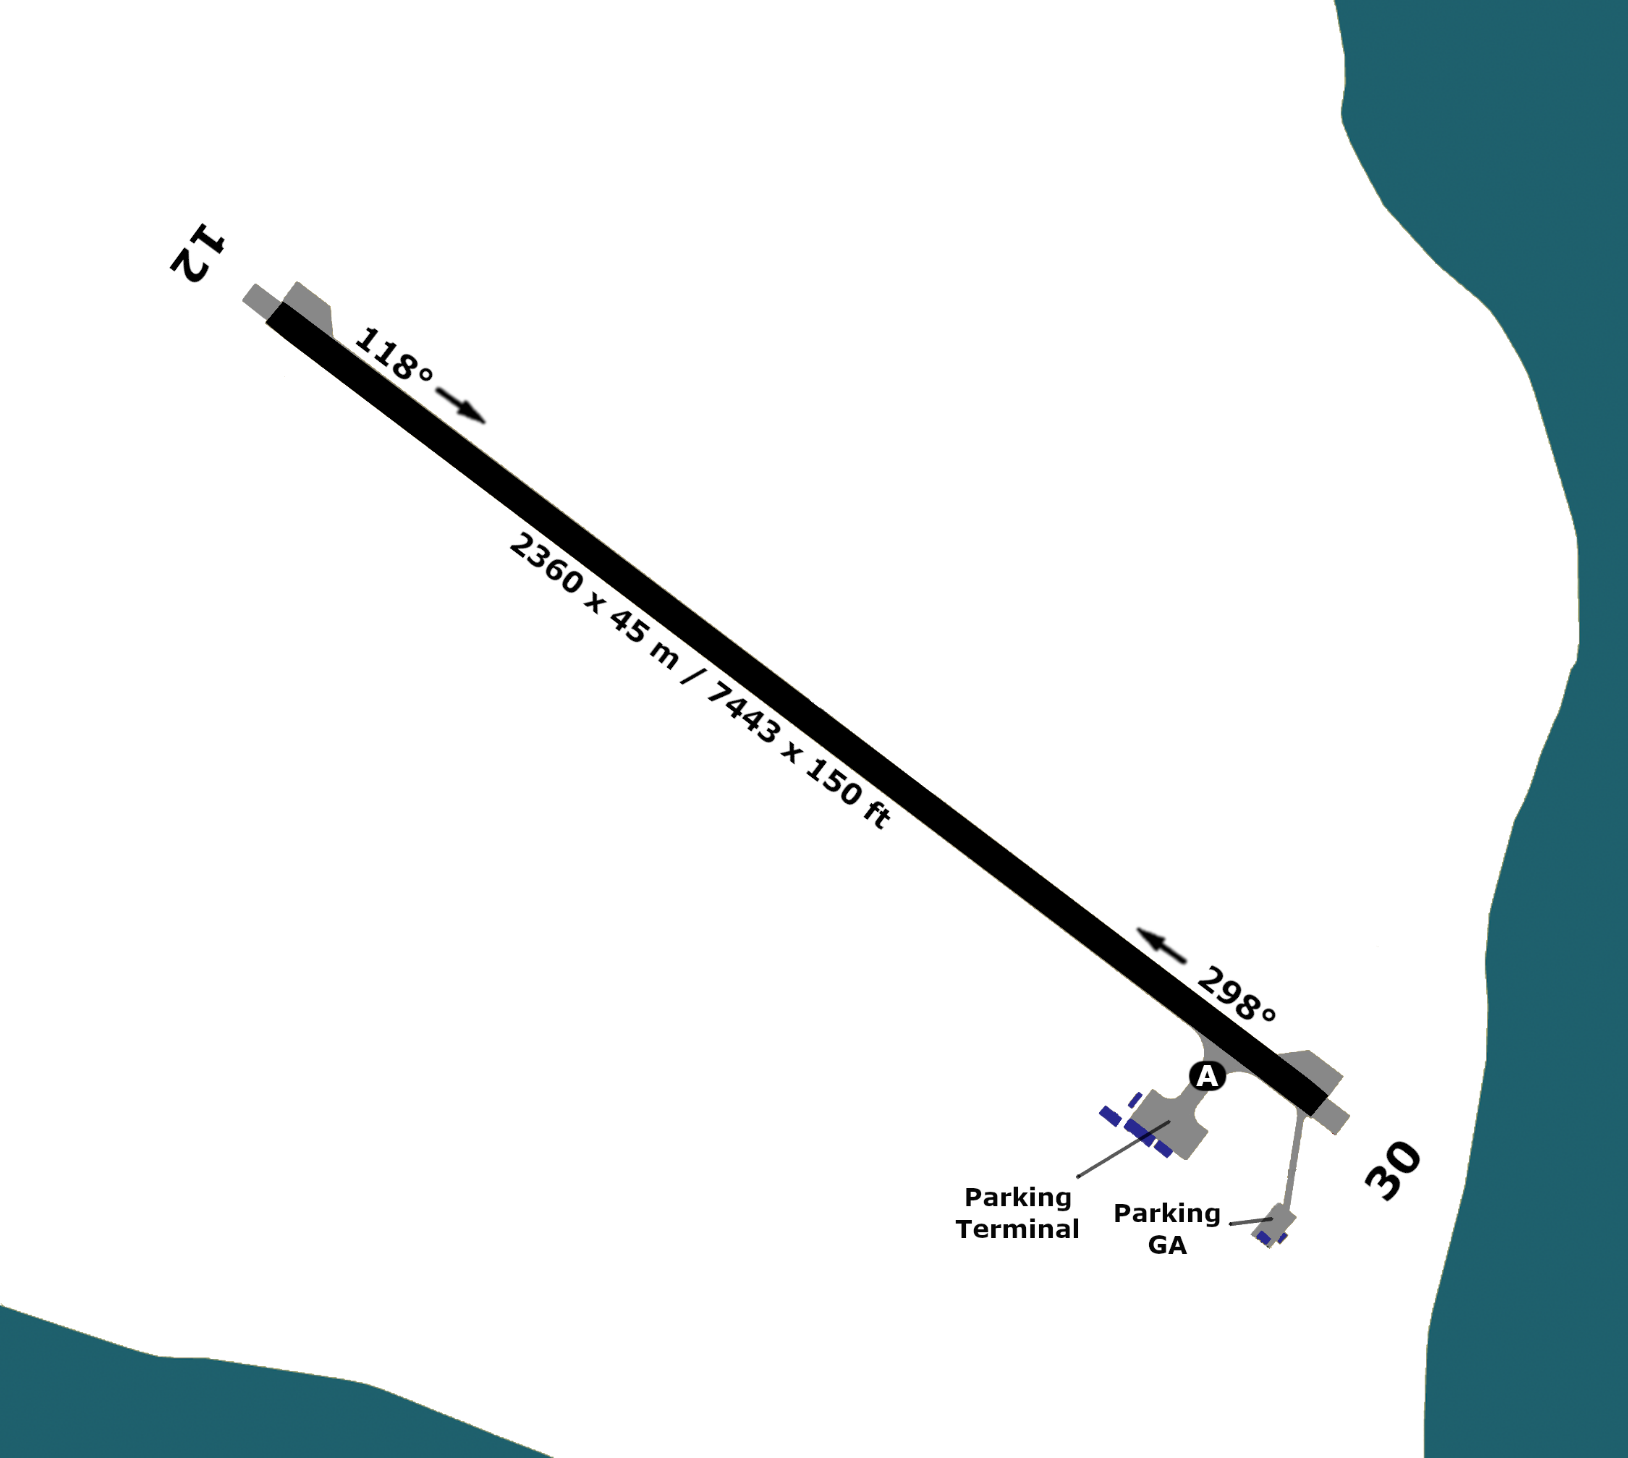 12
118°
2360 x 45 m / 7443 x 150 ft
298°
A
30
Parking
Terminal
Parking
GA